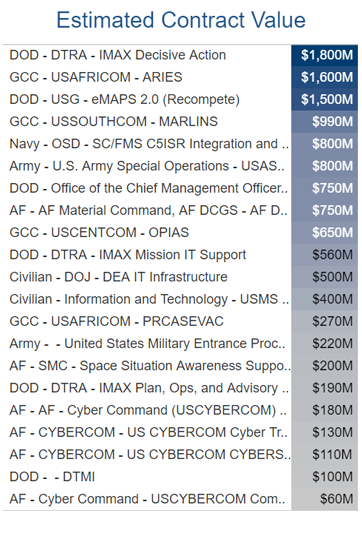 Estimated Contract Value
DOD - DTRA - IMAX Decisive Action $1,800M
GCC - USAFRICOM - ARIES $1,600M
DOD - USG - eMAPS 2.0 (Recompete) $1,500M
GCC - USSOUTHCOM - MARLINS $990M
Navy - OSD - SC/FMS C5ISR Integration and .. $800M
Army - U.S. Army Special Operations - USAS.. $800M
DOD - Office of the Chief Management Officer.. $750M
AF - AF Material Command, AF DCGS - AF D.. $750M
GCC - USCENTCOM - OPIAS $650M
DOD - DTRA - IMAX Mission IT Support $560M
Civilian - DOJ - DEA IT Infrastructure $500M
Civilian - Information and Technology - USMS .. $400M
GCC - USAFRICOM - PRCASEVAC $270M
Army - - United States Military Entrance Proc.. $220M
AF - SMC - Space Situation Awareness Suppo.. $200M
DOD - DTRA - IMAX Plan, Ops, and Advisory .. $190M
AF - AF - Cyber Command (USCYBERCOM) .. $180M
AF - CYBERCOM - US CYBERCOM Cyber Tr.. $130M
AF - CYBERCOM - US CYBERCOM CYBERS.. $110M
DOD - - DTMI $100M
AF - Cyber Command - USCYBERCOM Com.. $60M